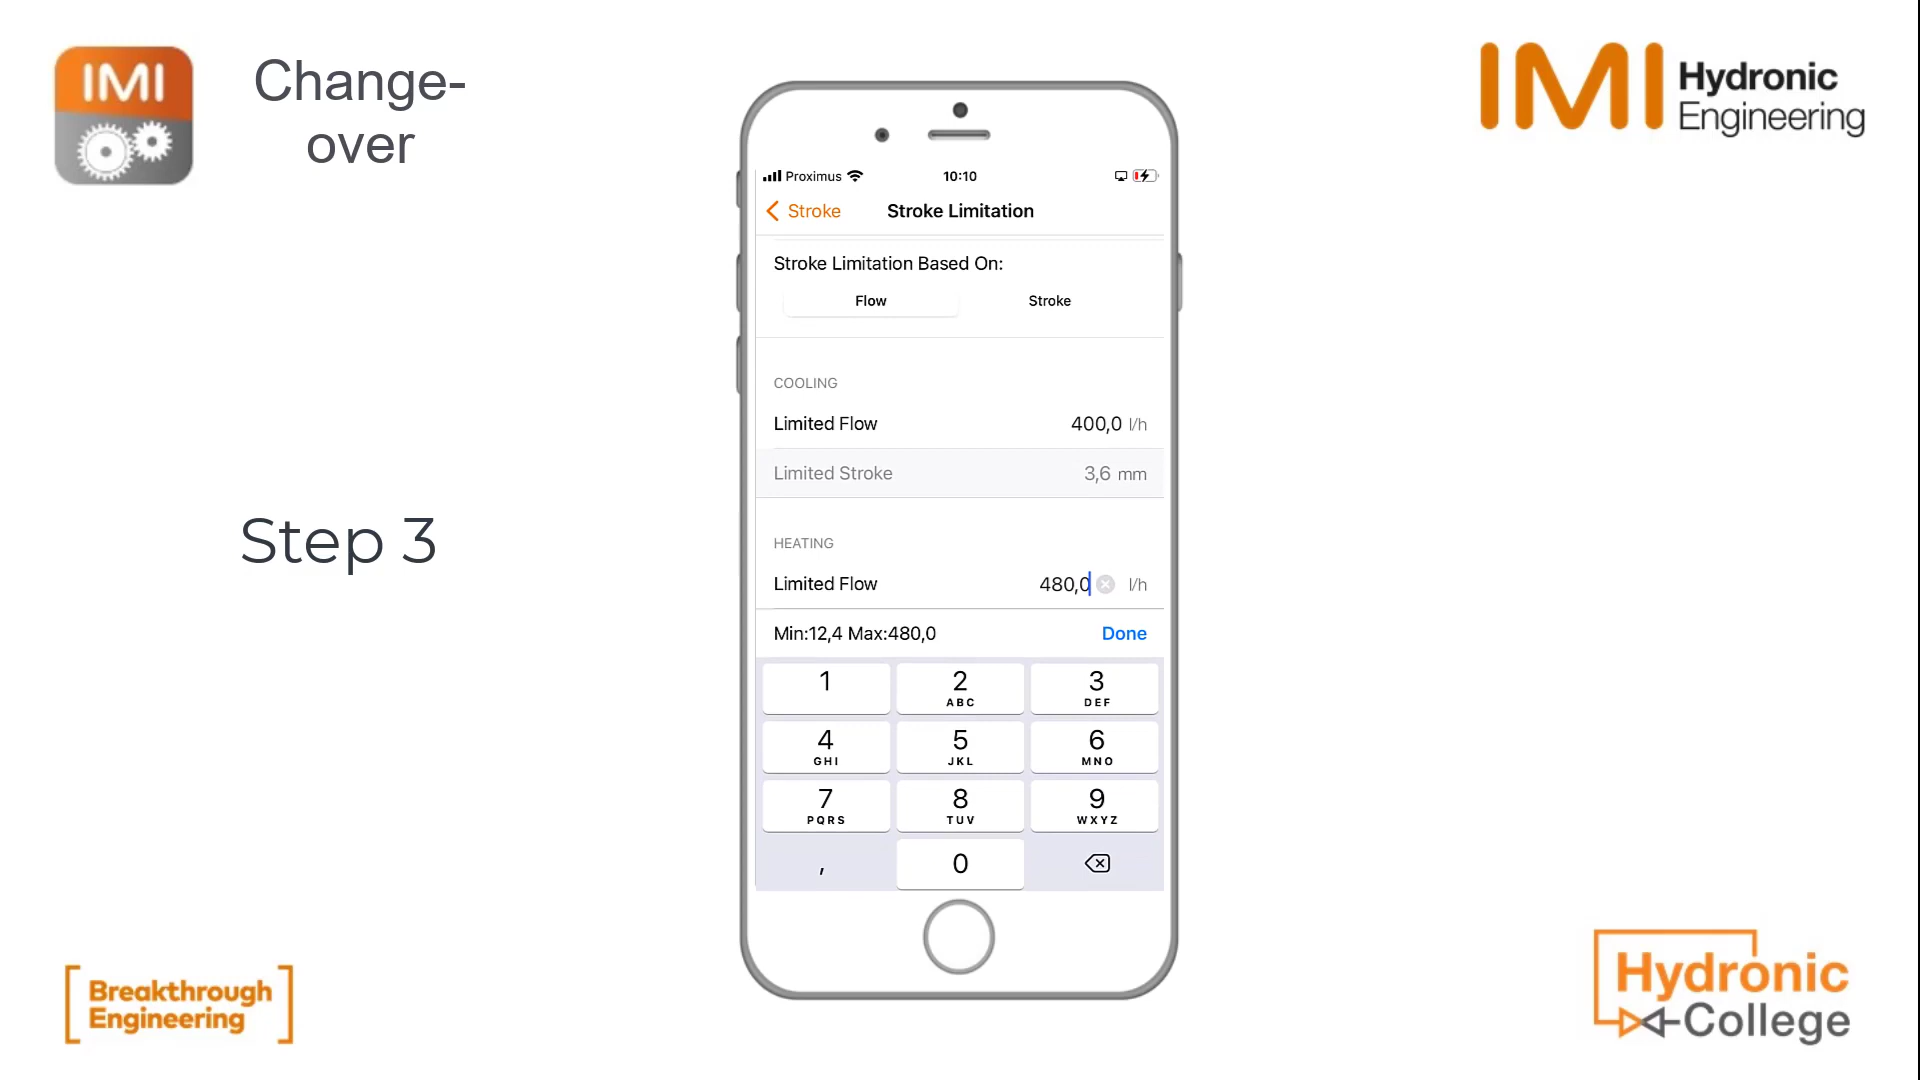 IMI
Change-
over
IMI Hydronic
Engineering
Proximus
10:10
Stroke
Stroke Limitation
Stroke Limitation Based On:
Flow
Stroke
COOLING
Limited Flow
400,0 l/h
Limited Stroke
3,6 mm
HEATING
Limited Flow
480,0 l/h
Min:12,4 Max:480,0
Done
1
2
ABC
3
DEF
4
GHI
5
JKL
6
MNO
7
PQRS
8
TUV
9
WXYZ
,
0
Step 3
Breakthrough
Engineering
Hydronic
College